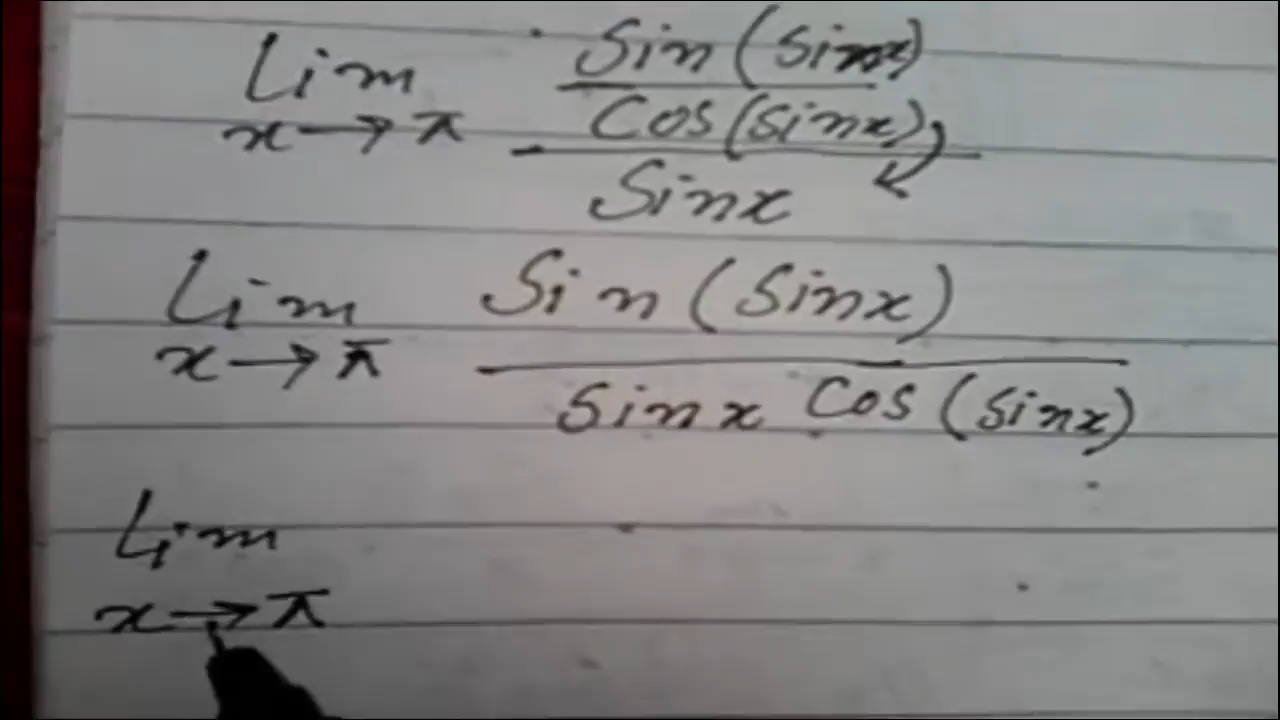 Lim Sin(Sinx)
x→π Cos(Sinx)
Sinx
Lim Sin(Sinx)
x→π Sinx Cos(Sinx)
Lim
x→π